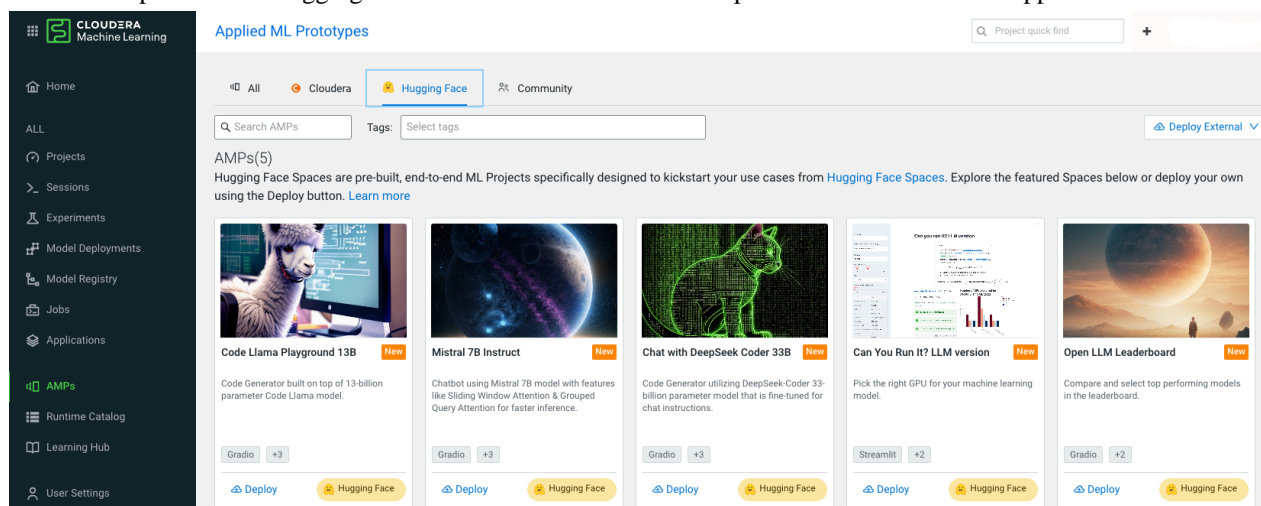 CLOUDERA
Machine Learning
Applied ML Prototypes
Project quick find
+
Home
All
Cloudera
Hugging Face
Community
ALL
Search AMPs
Tags:
Select tags
Deploy External
Projects
AMPs(5)
Sessions
Hugging Face Spaces are pre-built, end-to-end ML Projects specifically designed to kickstart your use cases from Hugging Face Spaces. Explore the featured Spaces below or deploy your own
using the Deploy button. Learn more
Experiments
Model Deployments
Model Registry
Jobs
Applications
AMPs
Runtime Catalog
Learning Hub
User Settings
Code Llama Playground 13B
New
Code Generator built on top of 13-billion
parameter Code Llama model.
Gradio
+3
Deploy
Hugging Face
Mistral 7B Instruct
New
Chatbot using Mistral 7B model with features
like Sliding Window Attention & Grouped
Query Attention for faster inference.
Gradio
+3
Deploy
Hugging Face
Chat with DeepSeek Coder 33B
New
Code Generator utilizing DeepSeek-Coder 33-
billion parameter model that is fine-tuned for
chat instructions.
Gradio
+3
Deploy
Hugging Face
Can you run it? LLM version
Can You Run It? LLM version
New
Pick the right GPU for your machine learning
model.
Streamlit
+2
Deploy
Hugging Face
Open LLM Leaderboard
New
Compare and select top performing models
in the leaderboard.
Gradio
+2
Deploy
Hugging Face